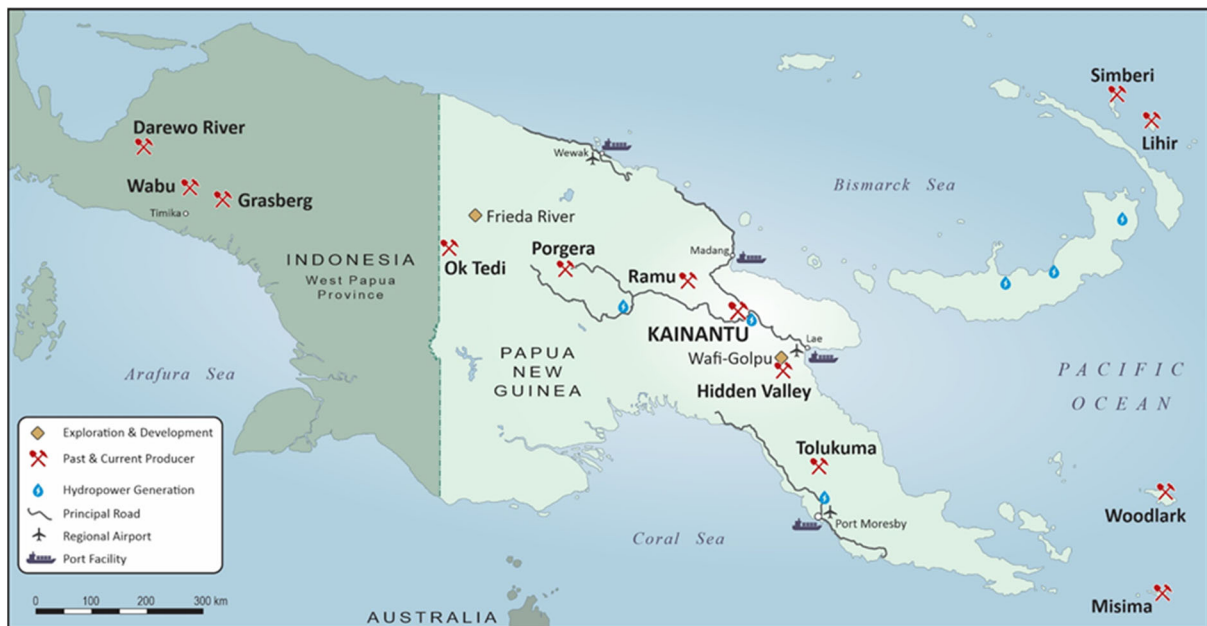 Simberi
Lihir
Darewo River
Wabu
Grasberg
Timika
Wewak
Bismarck Sea
Frieda River
INDONESIA
West Papua
Province
Ok Tedi
Porgera
Madang
Ramu
KAINANTU
Lae
Wafi-Golpu
Hidden Valley
PAPUA
NEW
GUINEA
Arafura Sea
PACIFIC
OCEAN
Tolukuma
Port Moresby
Coral Sea
Woodlark
Misima
AUSTRALIA
Exploration & Development
Past & Current Producer
Hydropower Generation
Principal Road
Regional Airport
Port Facility
0 100 200 300 km